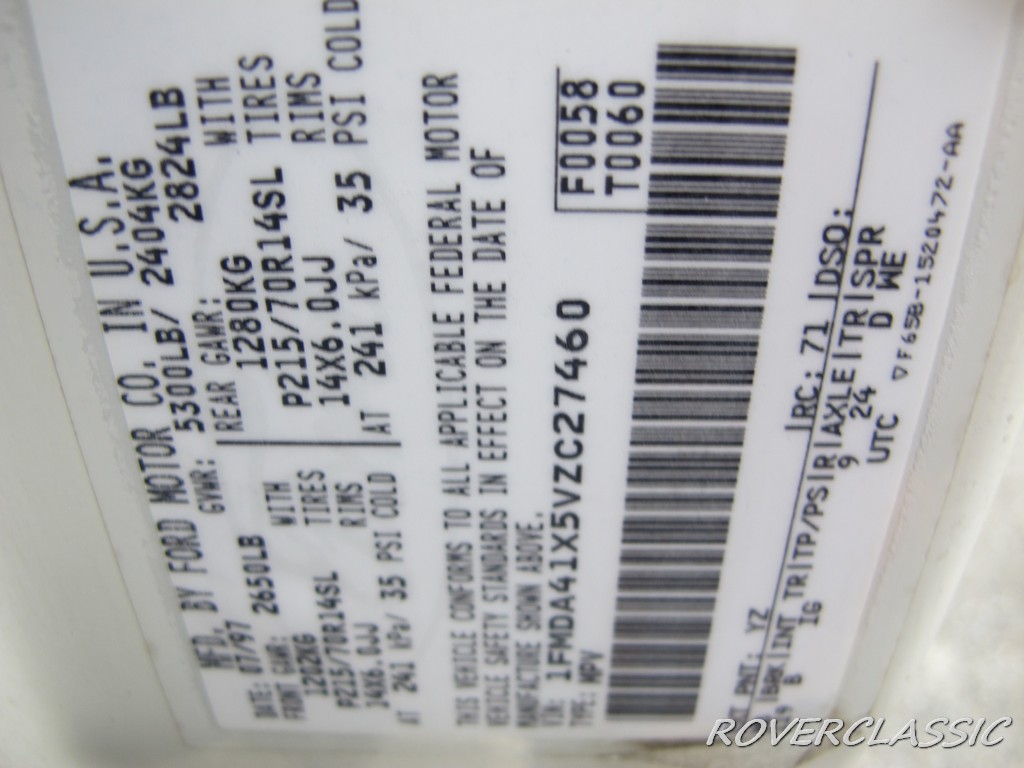 MFD. BY FORD MOTOR CO. IN U.S.A.
DATE: 07/97 GVWR: 5300LB/ 2404KG
FRONT GAWR: 2650LB REAR GAWR: 2824LB
1202KG WITH 1280KG WITH
P215/70R14SL TIRES P215/70R14SL TIRES
14X6.0JJ RIMS 14X6.0JJ RIMS
AT 241 kPa/ 35 PSI COLD AT 241 kPa/ 35 PSI COLD
THIS VEHICLE CONFORMS TO ALL APPLICABLE FEDERAL MOTOR
VEHICLE SAFETY STANDARDS IN EFFECT ON THE DATE OF
MANUFACTURE SHOWN ABOVE.
VIN: 1FMDA41X5VZC27460
TYPE: MPV
F0058
T0060
PNT: YZ RC: 71 DSO:
BRK INT TR TP/PS R AXLE TR SPR
B IG 9 24 D WE
UTC
▽F65B-1520472-AA
ROVERCLASSIC